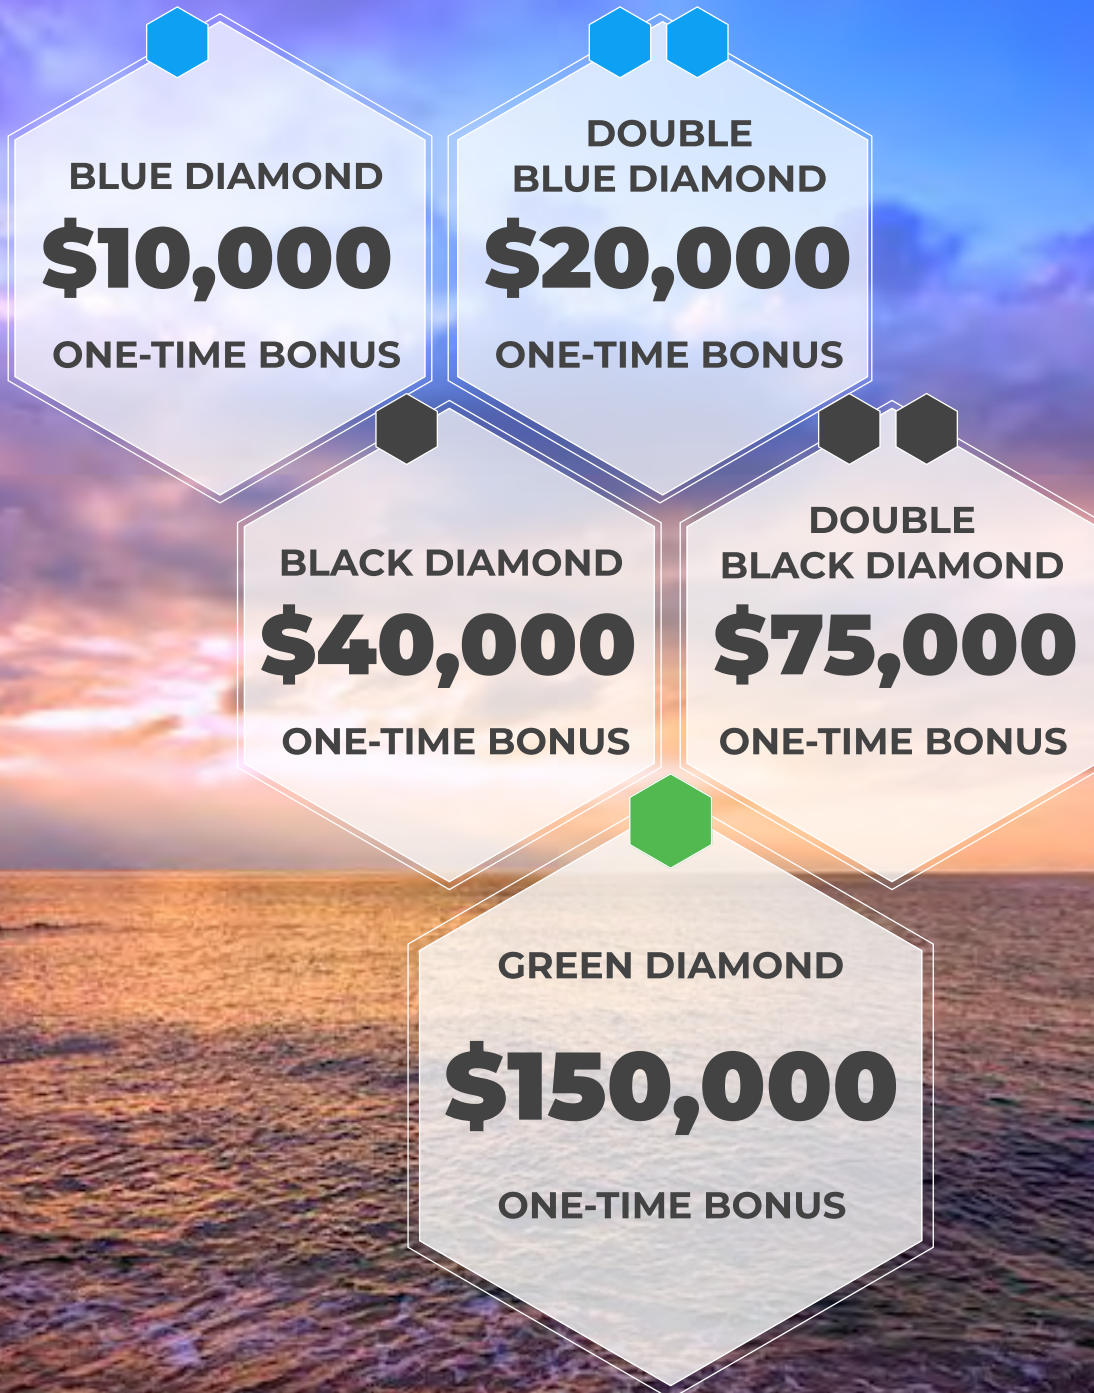 BLUE DIAMOND
$10,000
ONE-TIME BONUS
DOUBLE
BLUE DIAMOND
$20,000
ONE-TIME BONUS
BLACK DIAMOND
$40,000
ONE-TIME BONUS
DOUBLE
BLACK DIAMOND
$75,000
ONE-TIME BONUS
GREEN DIAMOND
$150,000
ONE-TIME BONUS